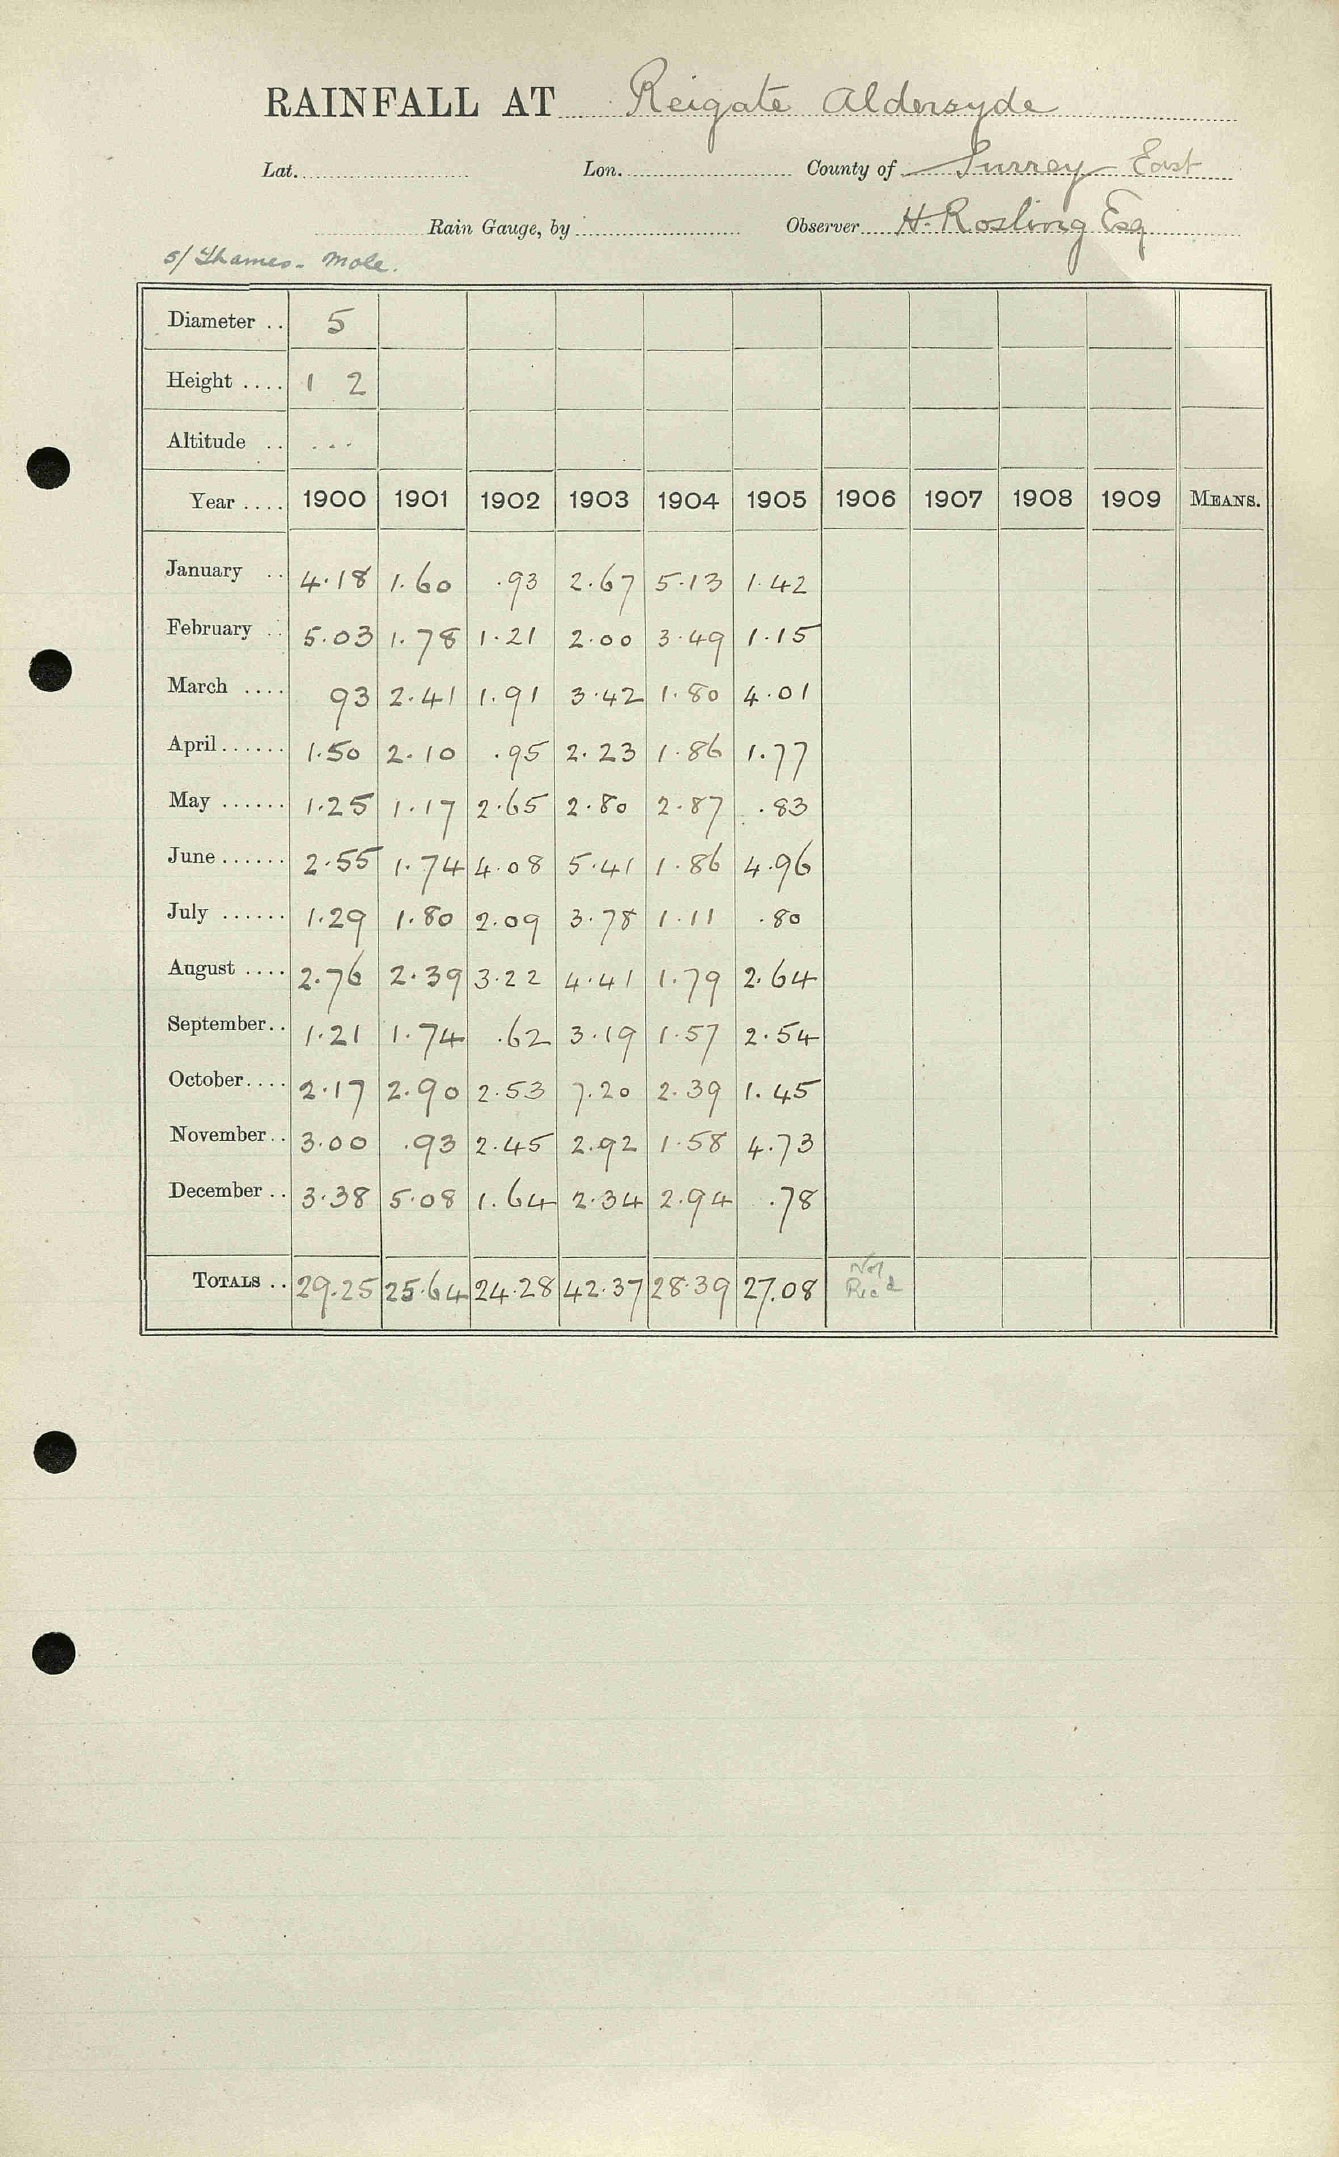 RAINFALL AT Reigate Aldersyde
Lat. Lon. County of Surrey East
Rain Gauge, by Observer H. Rosling Esq
S/ Thames - Mole.
Diameter .. 5
Height .... 1 2
Altitude .. ...
Year .... 1900 1901 1902 1903 1904 1905 1906 1907 1908 1909 MEANS.
January .. 4.18 1.60 .93 2.67 5.13 1.42
February .. 5.03 1.78 1.21 2.00 3.49 1.15
March .... 93 2.41 1.91 3.42 1.80 4.01
April...... 1.50 2.10 .95 2.23 1.86 1.77
May ...... 1.25 1.17 2.65 2.80 2.87 .83
June...... 2.55 1.74 4.08 5.41 1.86 4.96
July ...... 1.29 1.80 2.09 3.78 1.11 .80
August .... 2.76 2.39 3.22 4.41 1.79 2.64
September.. 1.21 1.74 .62 3.19 1.57 2.54
October.... 2.17 2.90 2.53 7.20 2.39 1.45
November.. 3.00 .93 2.45 2.92 1.58 4.73
December .. 3.38 5.08 1.64 2.34 2.94 .78
TOTALS .. 29.25 25.64 24.28 42.37 28.39 27.08 Not Rec'd